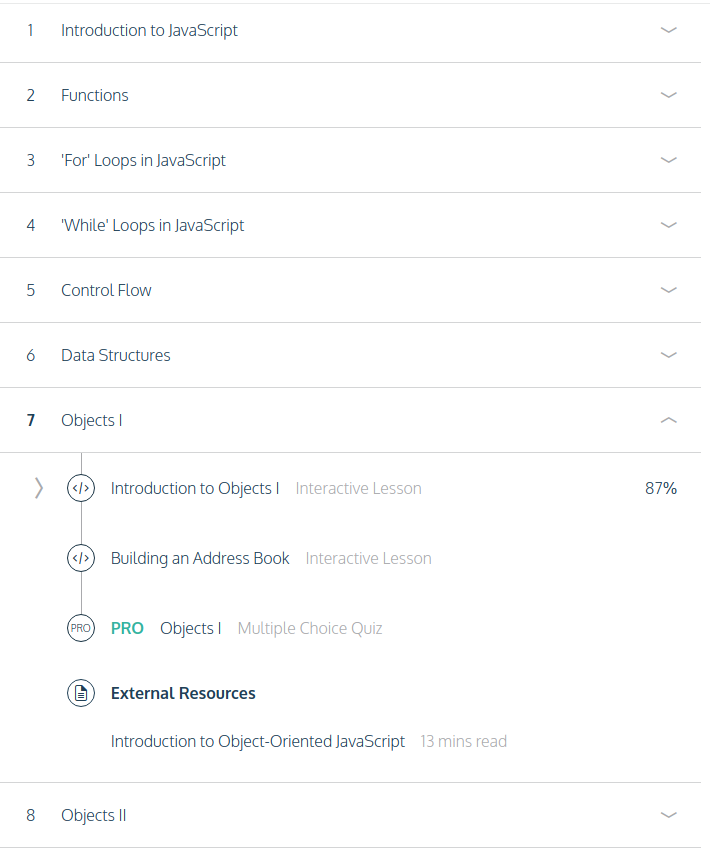 1 Introduction to JavaScript
2 Functions
3 'For' Loops in JavaScript
4 'While' Loops in JavaScript
5 Control Flow
6 Data Structures
7 Objects I
</> Introduction to Objects I Interactive Lesson 87%
</> Building an Address Book Interactive Lesson
PRO PRO Objects I Multiple Choice Quiz
External Resources
Introduction to Object-Oriented JavaScript 13 mins read
8 Objects II